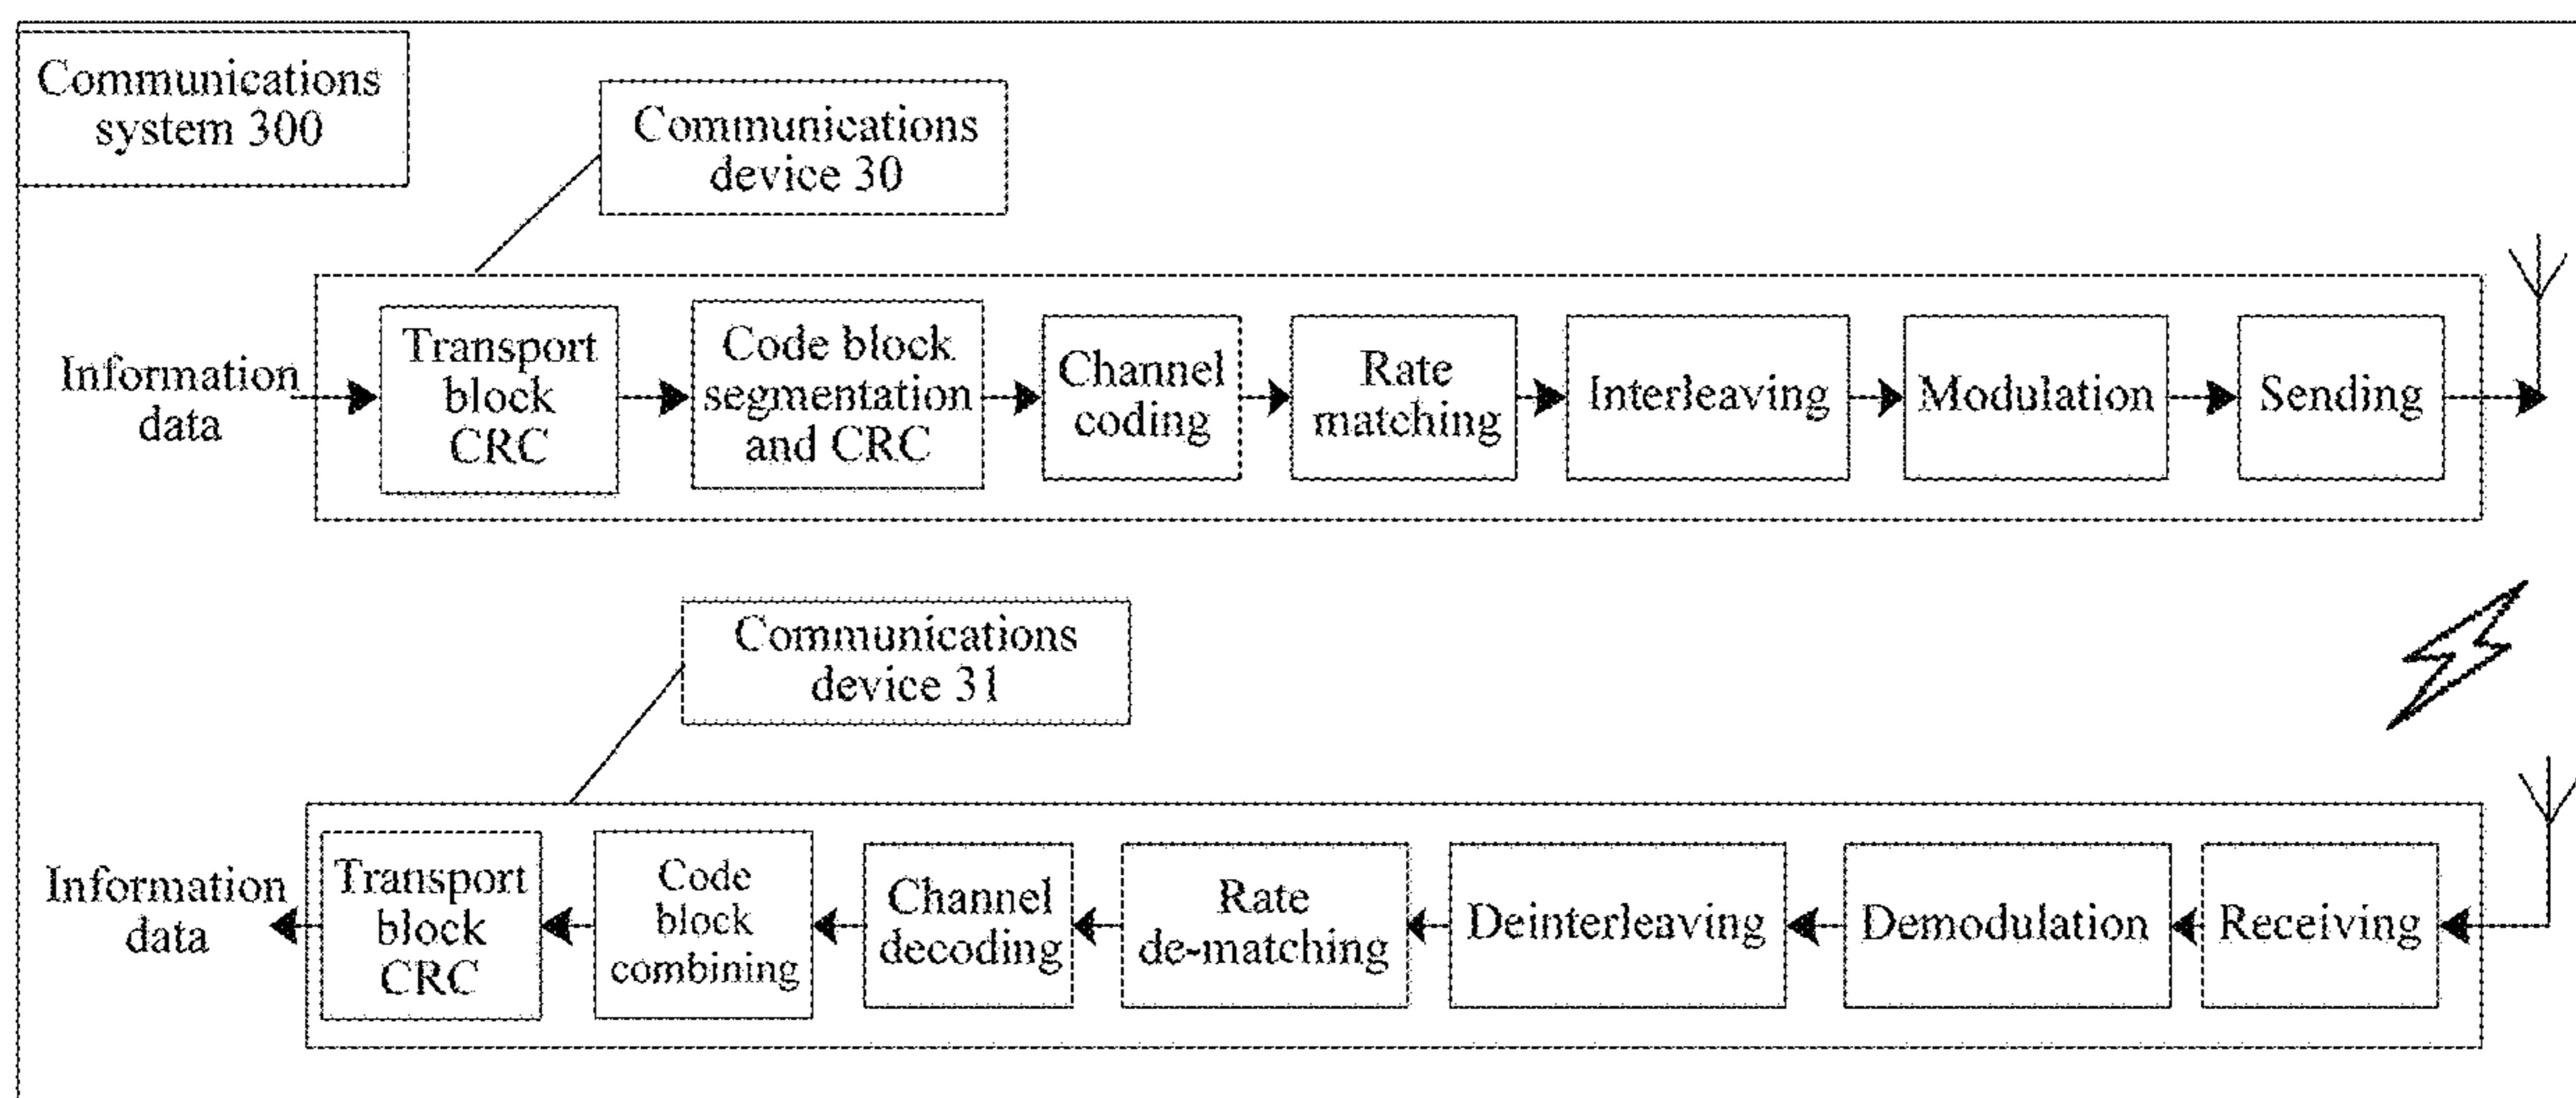 Communications
system 300
Communications
device 30
Information
data
Transport
block
CRC
Code block
segmentation
and CRC
Channel
coding
Rate
matching
Interleaving
Modulation
Sending
Communications
device 31
Information
data
Transport
block
CRC
Code
block
combining
Channel
decoding
Rate
de-matching
Deinterleaving
Demodulation
Receiving